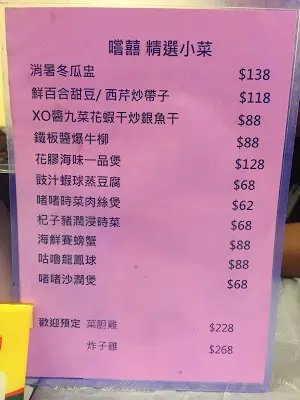 嚐囍 精選小菜
消暑冬瓜盅 $138
鮮百合甜豆/ 西芹炒帶子 $118
XO醬九菜花蝦干炒銀魚干 $88
鐵板醬爆牛柳 $88
花膠海味一品煲 $128
豉汁蝦球蒸豆腐 $68
啫啫時菜肉絲煲 $62
杞子豬潤浸時菜 $68
海鮮賽螃蟹 $88
咕嚕龍鳳球 $88
啫啫沙潤煲 $68
歡迎預定 菜胆雞 $228
炸子雞 $268